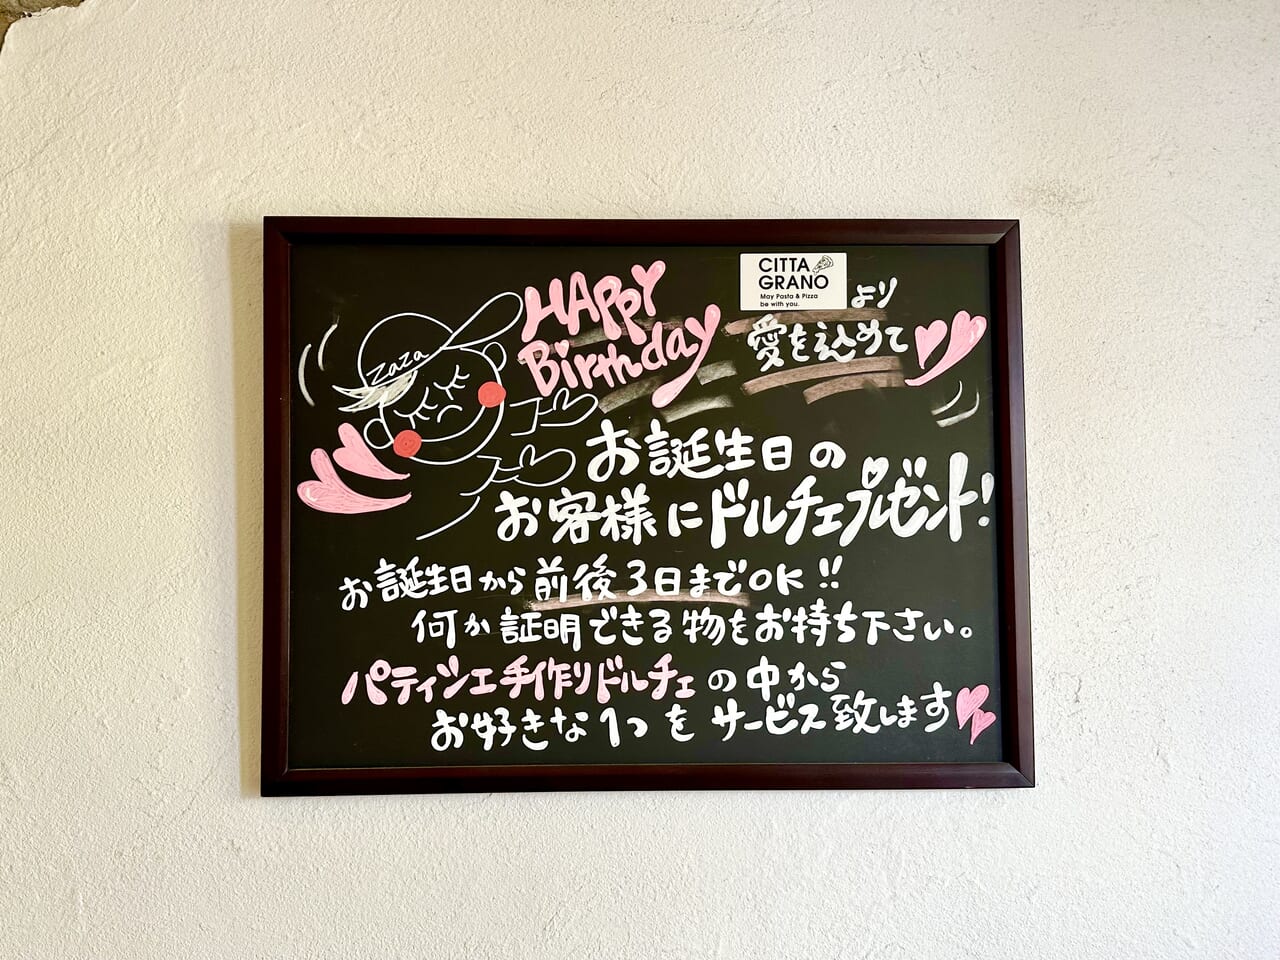 HAppy
Birthday
CITTA
GRANO
May Pasta & Pizza
be with you.
より
愛を込めて
zaza
お誕生日の
お客様にドルチェプレゼント!
お誕生日から前後3日までOK!!
何か証明できる物をお持ち下さい。
パティシエ手作りドルチェの中から
お好きな1つをサービス致します